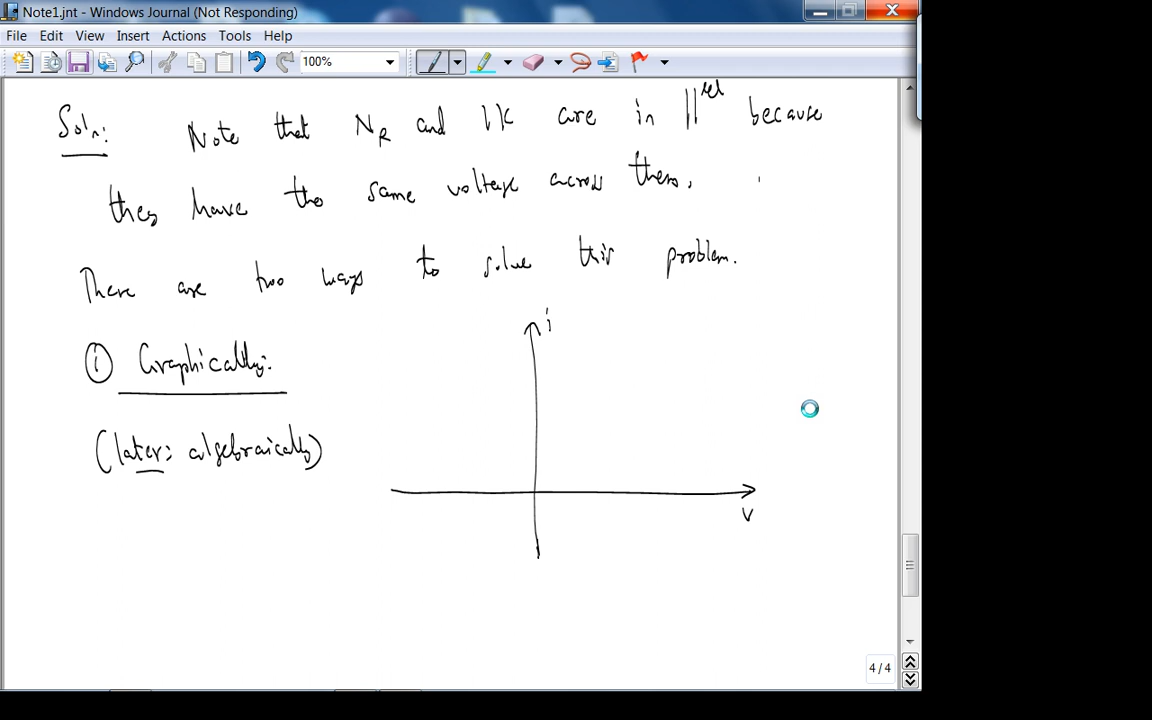 Note1.jnt - Windows Journal (Not Responding)
File Edit View Insert Actions Tools Help
100%
Soln: Note that N_R and 1K are in ||rel because
they have the same voltage across them.
There are two ways to solve this problem.
i
① Graphically:
(later: algebraically)
v
4 / 4